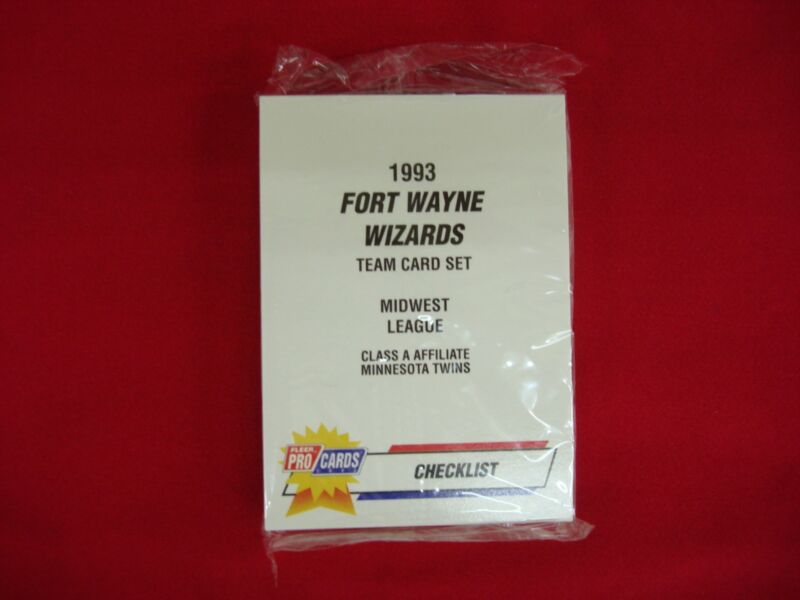 1993
FORT WAYNE
WIZARDS
TEAM CARD SET
MIDWEST
LEAGUE
CLASS A AFFILIATE
MINNESOTA TWINS
FLEER
PRO CARDS
CHECKLIST